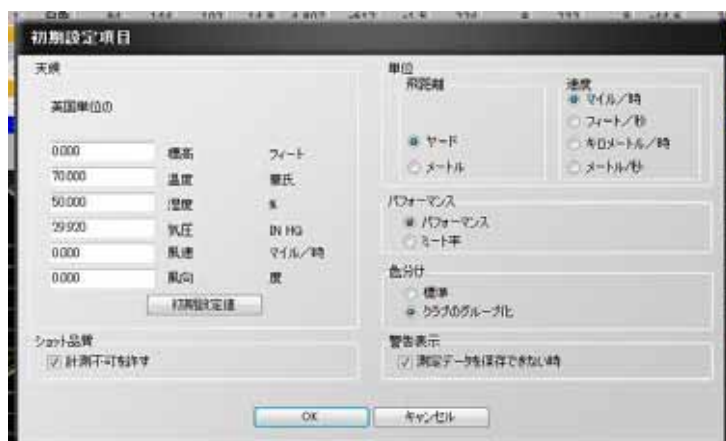 初期設定項目
天候
英国単位の
0.000 標高 フィート
70.000 温度 華氏
50.000 湿度 %
29.920 気圧 IN HG
0.000 風速 マイル/時
0.000 風向 度
初期設定値
ショット品質
計測不可を許す
単位
飛距離
ヤード
メートル
速度
マイル/時
フィート/秒
キロメートル/時
メートル/秒
パフォーマンス
パフォーマンス
ミート率
色分け
標準
クラブのグループ化
警告表示
測定データを保存できない時
OK
キャンセル